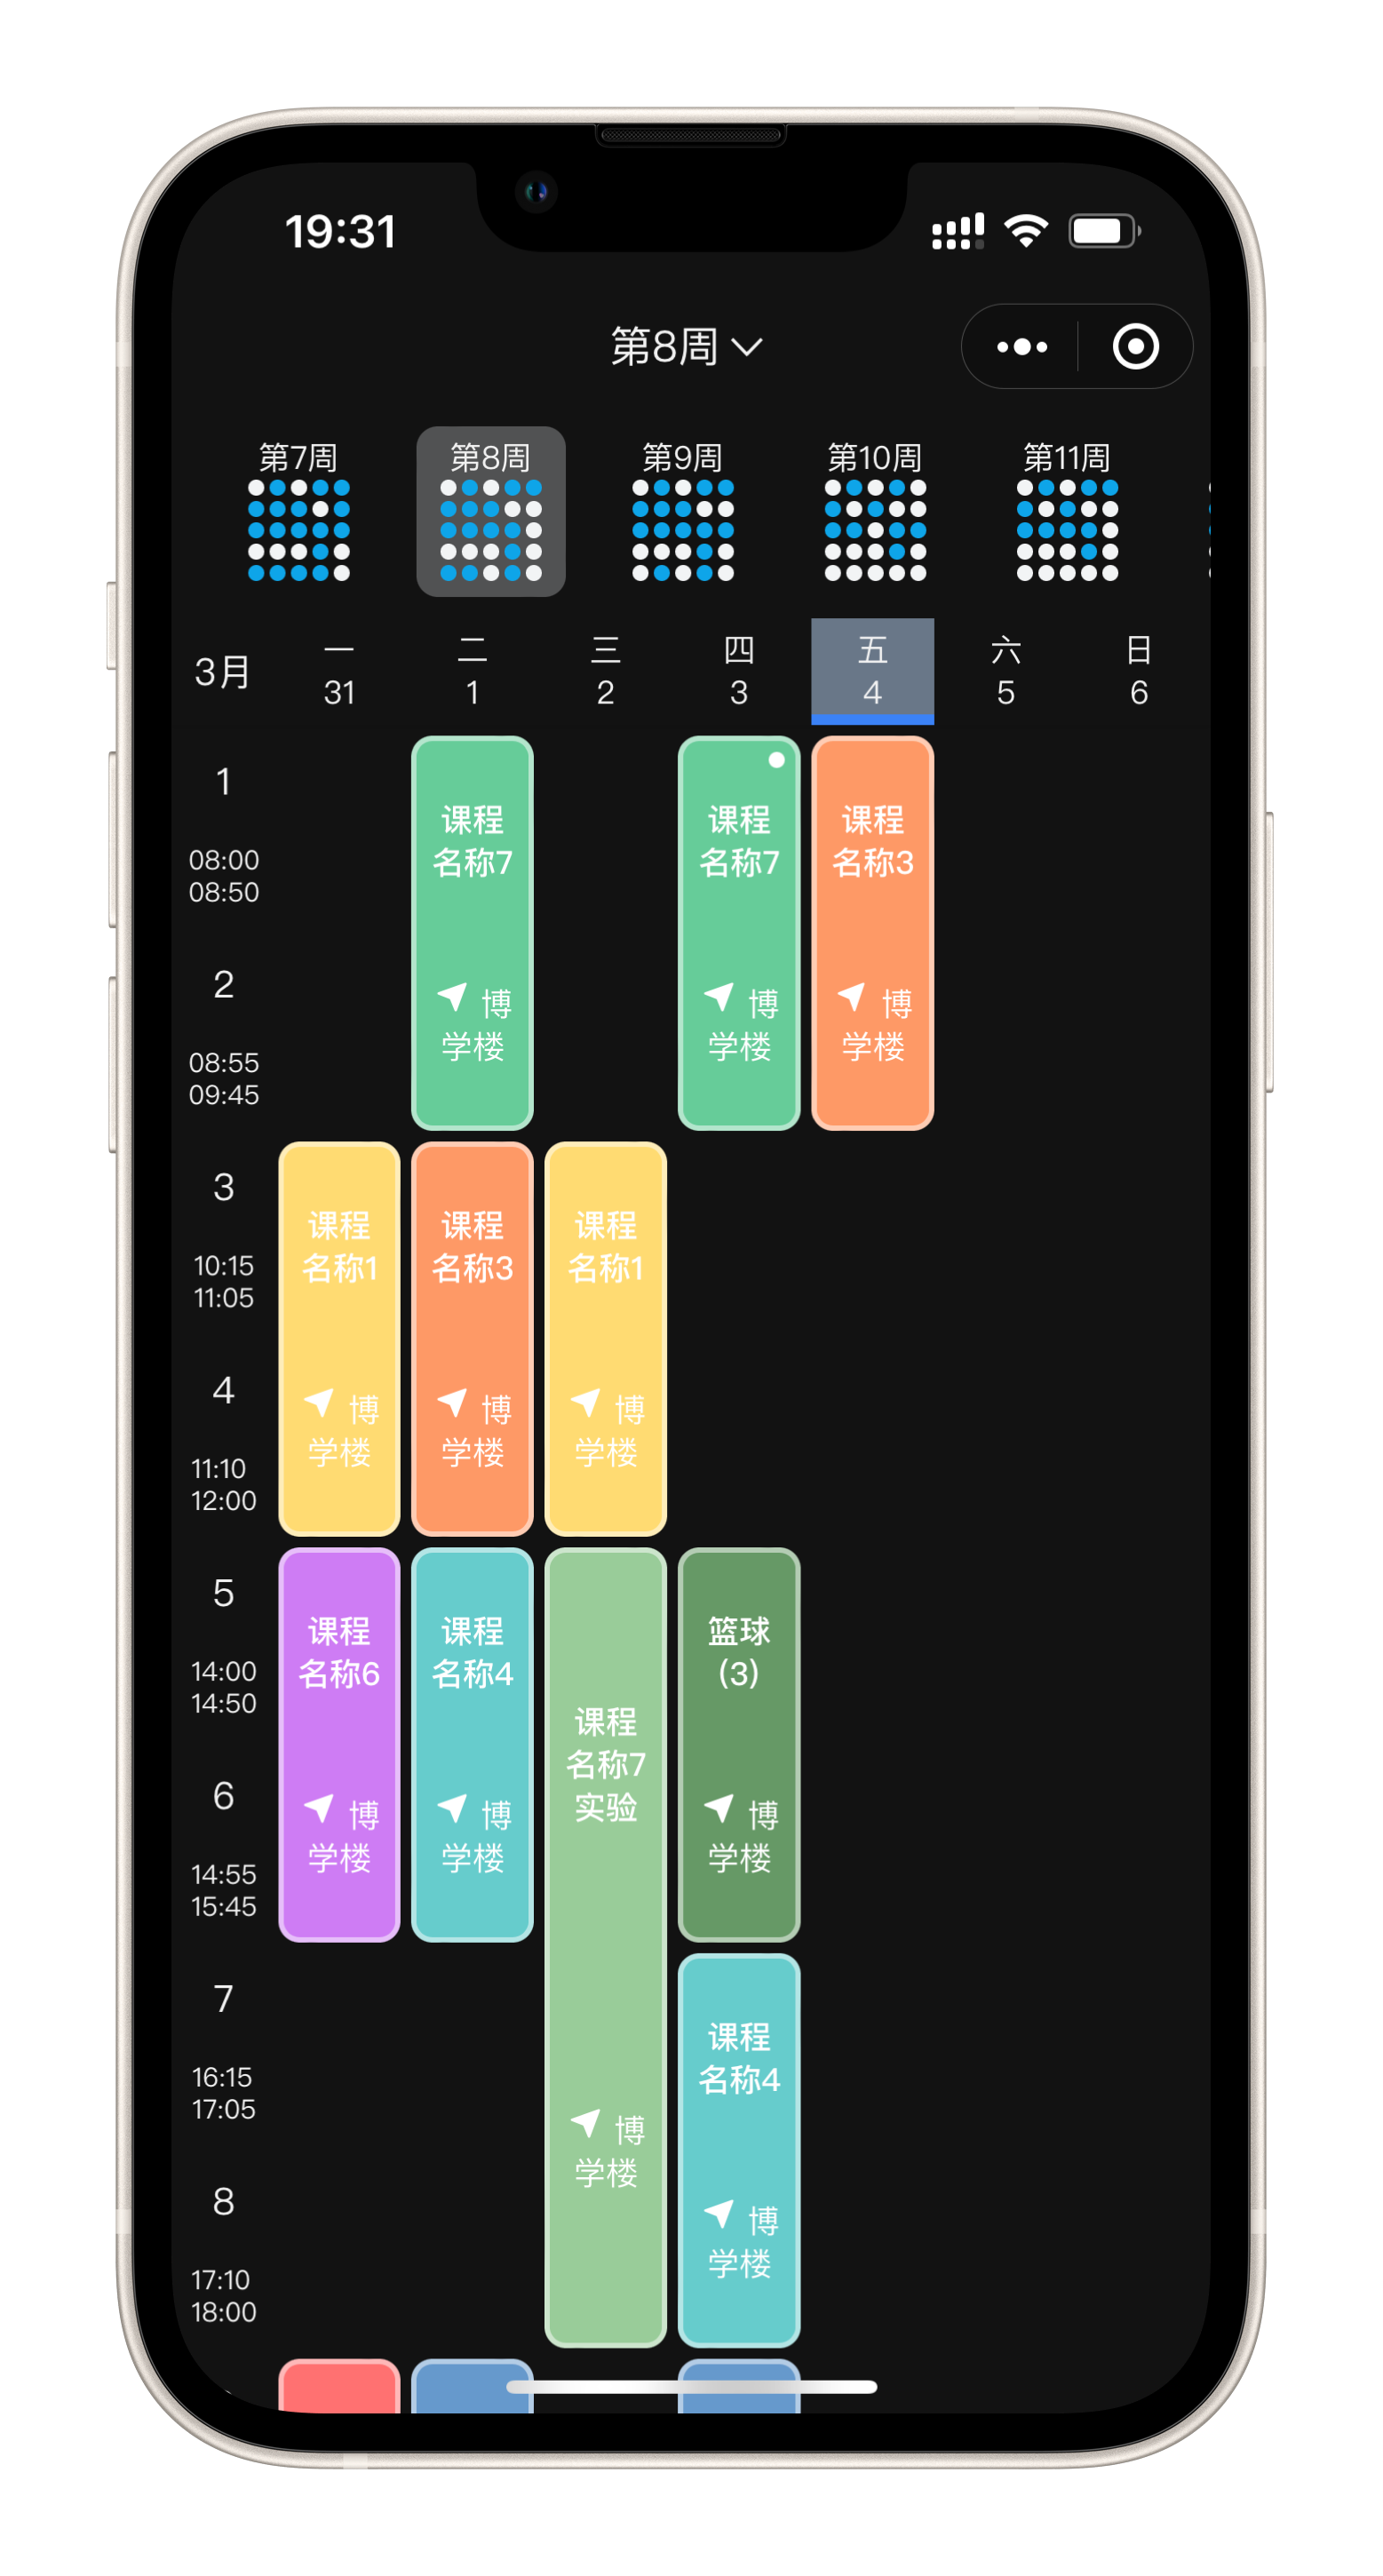 19:31
第8周
第7周 第8周 第9周 第10周 第11周
3月 一 二 三 四 五 六 日
31 1 2 3 4 5 6
1
08:00
08:50
课程
名称7
博
学楼
课程
名称7
博
学楼
课程
名称3
博
学楼
2
08:55
09:45
3
10:15
11:05
课程
名称1
博
学楼
课程
名称3
博
学楼
课程
名称1
博
学楼
4
11:10
12:00
5
14:00
14:50
课程
名称6
博
学楼
课程
名称4
博
学楼
课程
名称7
实验
博
学楼
篮球
(3)
博
学楼
6
14:55
15:45
7
16:15
17:05
课程
名称4
博
学楼
8
17:10
18:00